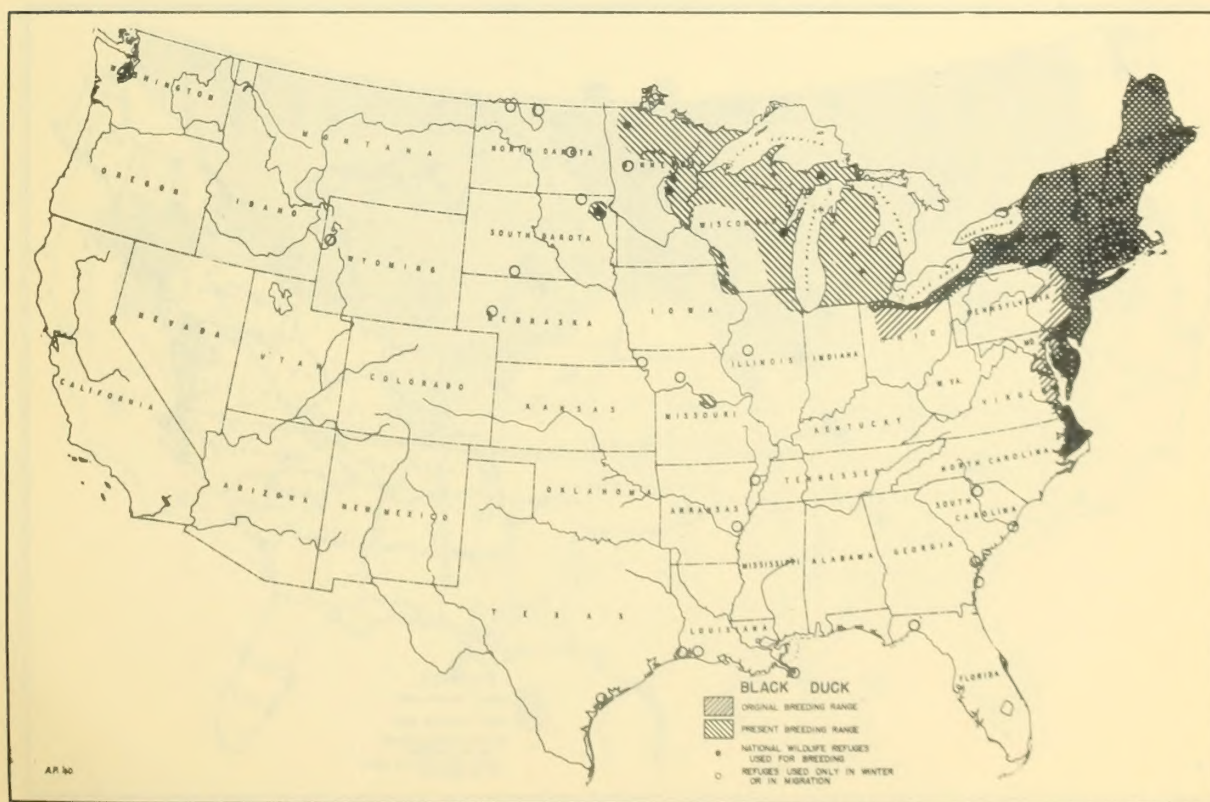 WASHINGTON
MONTANA
NORTH DAKOTA
OREGON
IDAHO
SOUTH DAKOTA
WYOMING
WISCONSIN
NEBRASKA
IOWA
NEVADA
UTAH
COLORADO
CALIFORNIA
KANSAS
MISSOURI
ILLINOIS
INDIANA
OHIO
PENNSYLVANIA
MD.
W. VA.
KENTUCKY
TENNESSEE
NORTH CAROLINA
ARIZONA
NEW MEXICO
OKLAHOMA
ARKANSAS
SOUTH
CAROLINA
MISSISSIPPI
ALABAMA
GEORGIA
TEXAS
LOUISIANA
FLORIDA
BLACK DUCK
ORIGINAL BREEDING RANGE
PRESENT BREEDING RANGE
NATIONAL WILDLIFE REFUGES
USED FOR BREEDING
REFUGES USED ONLY IN WINTER
OR IN MIGRATION